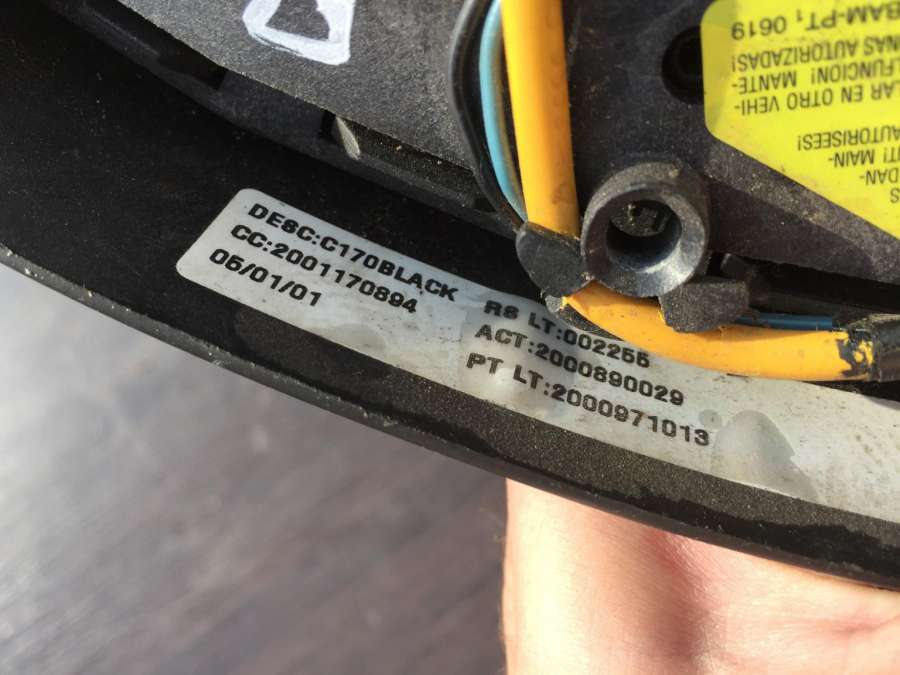 DESC:C170BLACK
CC:2001170894
05/01/01
RS LT:002255
ACT:2000890029
PT LT:2000971013
DAN-
MAIN-
AUTORISEES!
LAR EN OTRO VEHI-
LFUNCION! MANTE-
NAS AUTORIZADAS!
BAM-PT1 0619